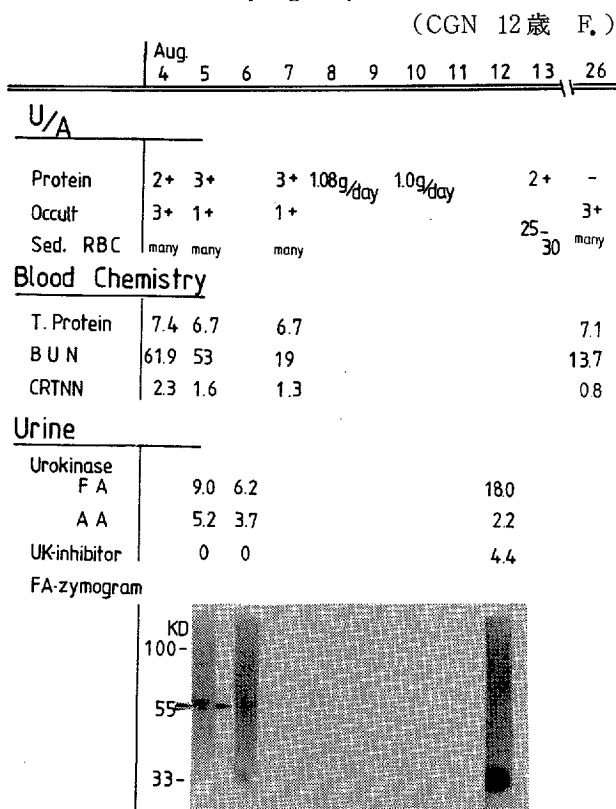 (CGN 12歳 F.)
Aug.
4 5 6 7 8 9 10 11 12 13 26
U/A
Protein 2+ 3+ 3+ 1.08g/day 1.0g/day 2+ -
Occult 3+ 1+ 1+ 3+
Sed. RBC many many many 25-30 many
Blood Chemistry
T. Protein 7.4 6.7 6.7 7.1
BUN 61.9 53 19 13.7
CRTNN 2.3 1.6 1.3 0.8
Urine
Urokinase
FA 9.0 6.2 18.0
AA 5.2 3.7 2.2
UK-inhibitor 0 0 4.4
FA-zymogram
KD
100-
55-
33-